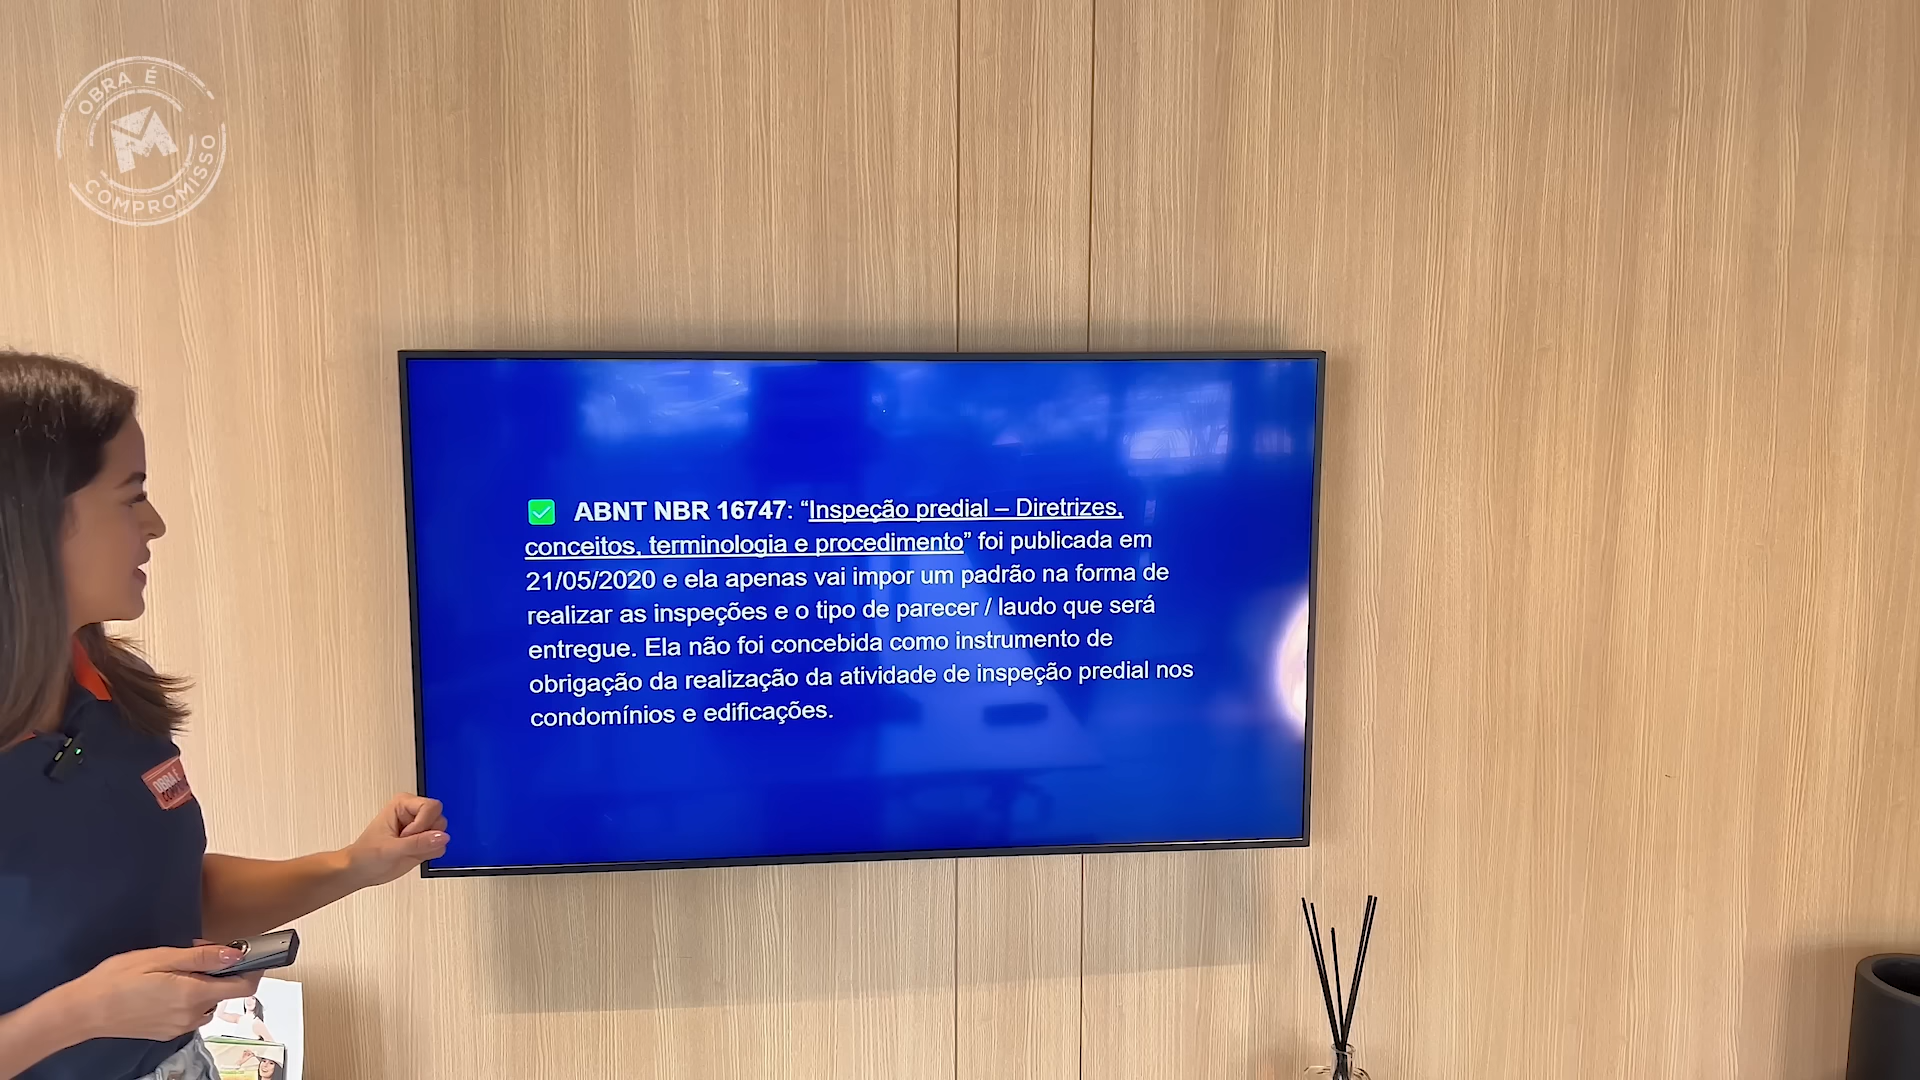 OBRA É
COMPROMISSO
ABNT NBR 16747: “Inspeção predial – Diretrizes,
conceitos, terminologia e procedimento” foi publicada em
21/05/2020 e ela apenas vai impor um padrão na forma de
realizar as inspeções e o tipo de parecer / laudo que será
entregue. Ela não foi concebida como instrumento de
obrigação da realização da atividade de inspeção predial nos
condomínios e edificações.
OBRA É